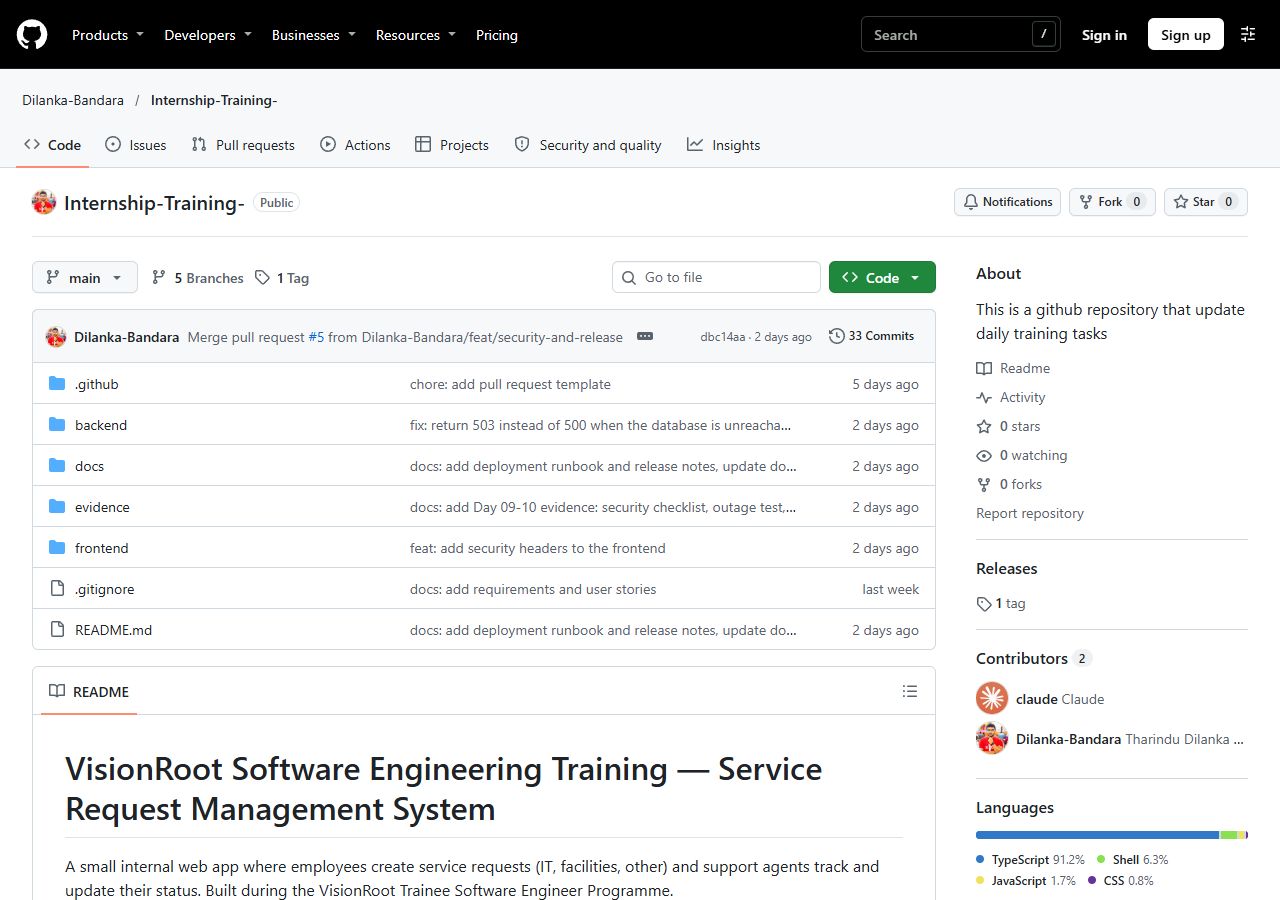 Products Developers Businesses Resources Pricing Search / Sign in Sign up
Dilanka-Bandara / Internship-Training-
Code Issues Pull requests Actions Projects Security and quality Insights
Internship-Training- Public Notifications Fork 0 Star 0
main 5 Branches 1 Tag Go to file Code
Dilanka-Bandara Merge pull request #5 from Dilanka-Bandara/feat/security-and-release dbc14aa · 2 days ago 33 Commits
.github chore: add pull request template 5 days ago
backend fix: return 503 instead of 500 when the database is unreacha... 2 days ago
docs docs: add deployment runbook and release notes, update do... 2 days ago
evidence docs: add Day 09-10 evidence: security checklist, outage test,... 2 days ago
frontend feat: add security headers to the frontend 2 days ago
.gitignore docs: add requirements and user stories last week
README.md docs: add deployment runbook and release notes, update do... 2 days ago
README
VisionRoot Software Engineering Training — Service
Request Management System
A small internal web app where employees create service requests (IT, facilities, other) and support agents track and
update their status. Built during the VisionRoot Trainee Software Engineer Programme.
About
This is a github repository that update
daily training tasks
Readme
Activity
0 stars
0 watching
0 forks
Report repository
Releases
1 tag
Contributors 2
claude Claude
Dilanka-Bandara Tharindu Dilanka ...
Languages
TypeScript 91.2% Shell 6.3%
JavaScript 1.7% CSS 0.8%